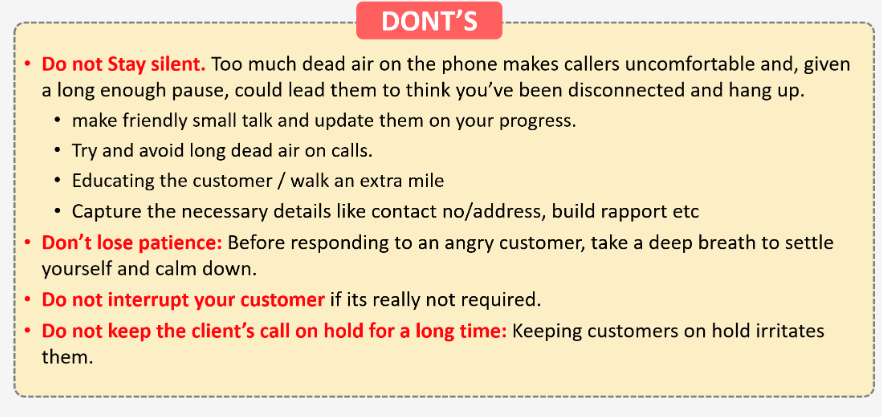 DONT'S
• Do not Stay silent. Too much dead air on the phone makes callers uncomfortable and, given
a long enough pause, could lead them to think you've been disconnected and hang up.
• make friendly small talk and update them on your progress.
• Try and avoid long dead air on calls.
• Educating the customer / walk an extra mile
• Capture the necessary details like contact no/address, build rapport etc
• Don't lose patience: Before responding to an angry customer, take a deep breath to settle
yourself and calm down.
• Do not interrupt your customer if its really not required.
• Do not keep the client's call on hold for a long time: Keeping customers on hold irritates
them.